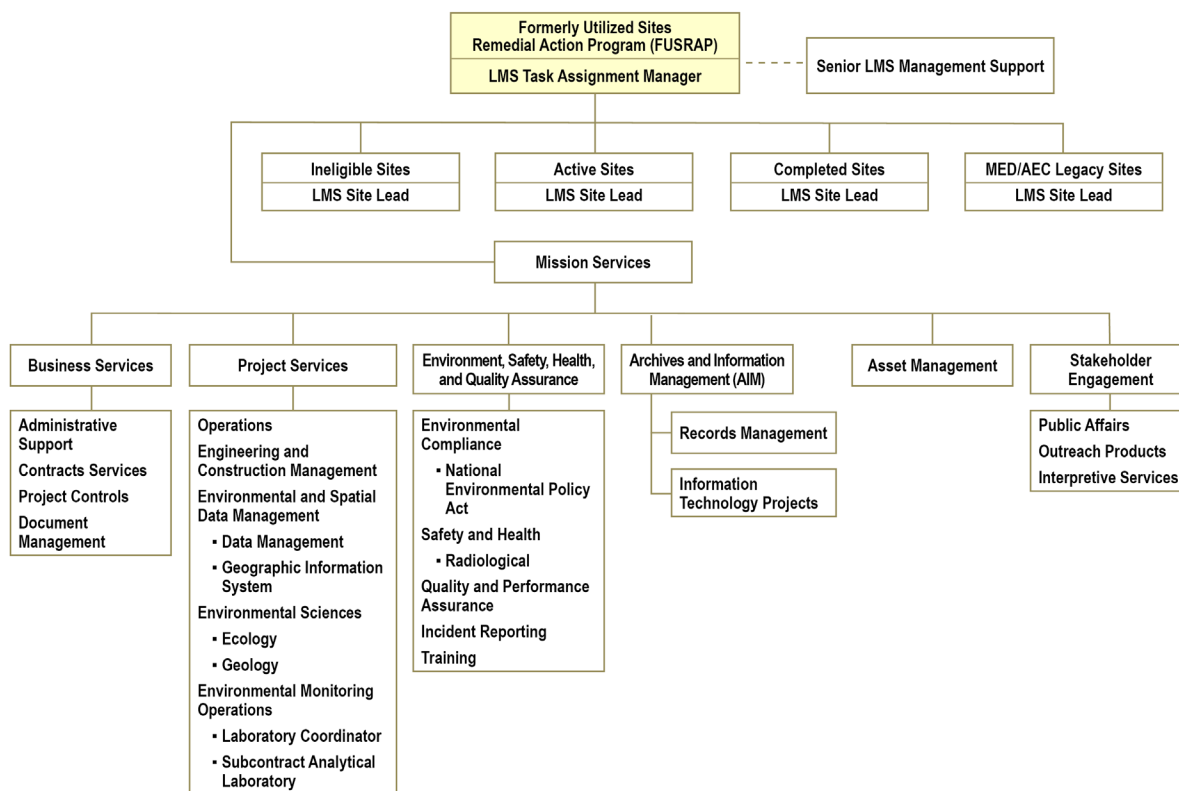 Formerly Utilized Sites
Remedial Action Program (FUSRAP)
LMS Task Assignment Manager
Senior LMS Management Support
Ineligible Sites
LMS Site Lead
Active Sites
LMS Site Lead
Completed Sites
LMS Site Lead
MED/AEC Legacy Sites
LMS Site Lead
Mission Services
Business Services
Administrative
Support
Contracts Services
Project Controls
Document
Management
Project Services
Operations
Engineering and
Construction Management
Environmental and Spatial
Data Management
▪ Data Management
▪ Geographic Information
System
Environmental Sciences
▪ Ecology
▪ Geology
Environmental Monitoring
Operations
▪ Laboratory Coordinator
▪ Subcontract Analytical
Laboratory
Environment, Safety, Health,
and Quality Assurance
Environmental
Compliance
▪ National
Environmental Policy
Act
Safety and Health
▪ Radiological
Quality and Performance
Assurance
Incident Reporting
Training
Archives and Information
Management (AIM)
Records Management
Information
Technology Projects
Asset Management
Stakeholder
Engagement
Public Affairs
Outreach Products
Interpretive Services